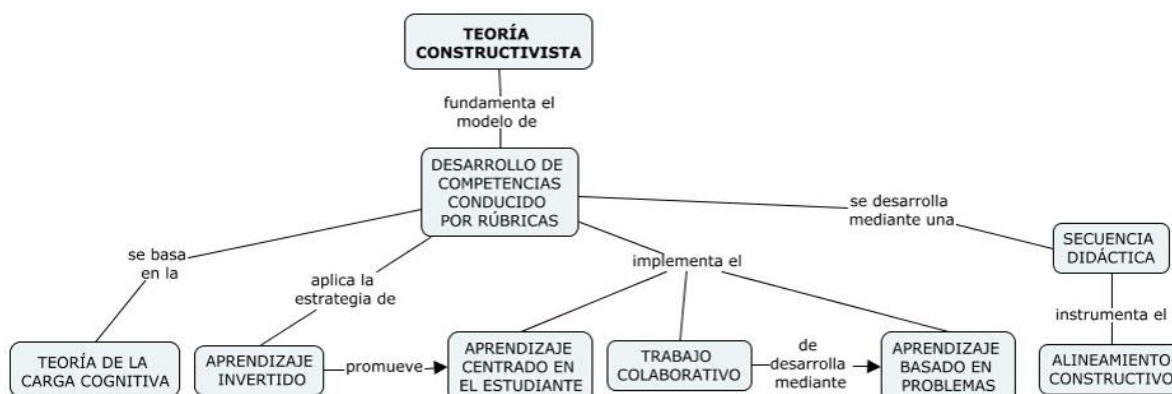 TEORÍA
CONSTRUCTIVISTA
fundamenta el
modelo de
DESARROLLO DE
COMPETENCIAS
CONDUCIDO
POR RÚBRICAS
se basa
en la
aplica la
estrategia de
implementa el
se desarrolla
mediante una
SECUENCIA
DIDÁCTICA
instrumenta el
TEORÍA DE LA
CARGA COGNITIVA
APRENDIZAJE
INVERTIDO
promueve
APRENDIZAJE
CENTRADO EN
EL ESTUDIANTE
TRABAJO
COLABORATIVO
de
desarrolla
mediante
APRENDIZAJE
BASADO EN
PROBLEMAS
ALINEAMIENTO
CONSTRUCTIVO